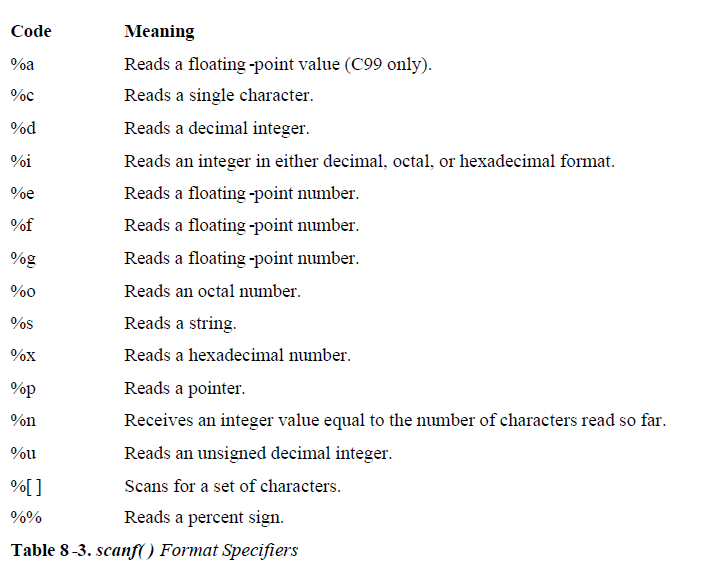 Code Meaning
%a Reads a floating-point value (C99 only).
%c Reads a single character.
%d Reads a decimal integer.
%i Reads an integer in either decimal, octal, or hexadecimal format.
%e Reads a floating-point number.
%f Reads a floating-point number.
%g Reads a floating-point number.
%o Reads an octal number.
%s Reads a string.
%x Reads a hexadecimal number.
%p Reads a pointer.
%n Receives an integer value equal to the number of characters read so far.
%u Reads an unsigned decimal integer.
%[ ] Scans for a set of characters.
%% Reads a percent sign.
Table 8-3. scanf( ) Format Specifiers